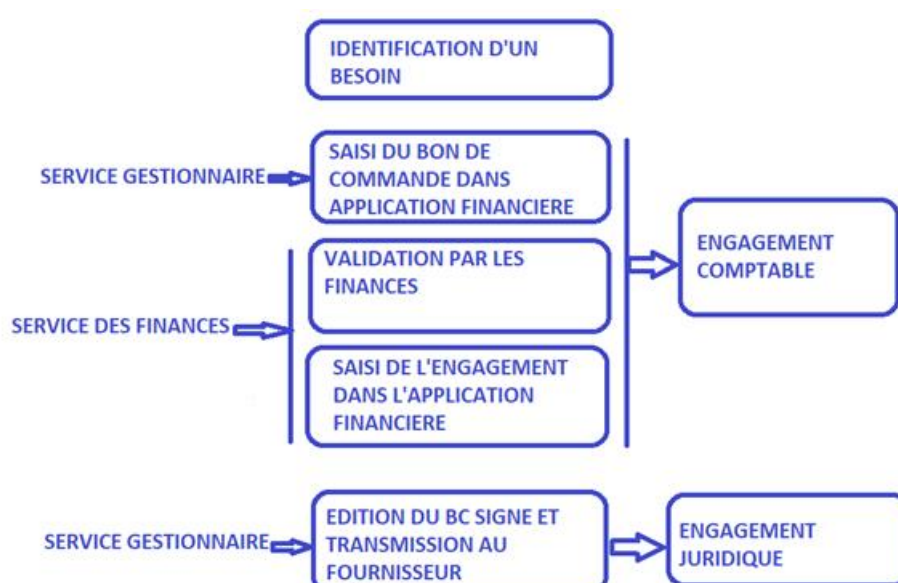 IDENTIFICATION D'UN
BESOIN
SERVICE GESTIONNAIRE
SAISI DU BON DE
COMMANDE DANS
APPLICATION FINANCIERE
VALIDATION PAR LES
FINANCES
ENGAGEMENT
COMPTABLE
SERVICE DES FINANCES
SAISI DE L'ENGAGEMENT
DANS L'APPLICATION
FINANCIERE
SERVICE GESTIONNAIRE
EDITION DU BC SIGNE ET
TRANSMISSION AU
FOURNISSEUR
ENGAGEMENT
JURIDIQUE